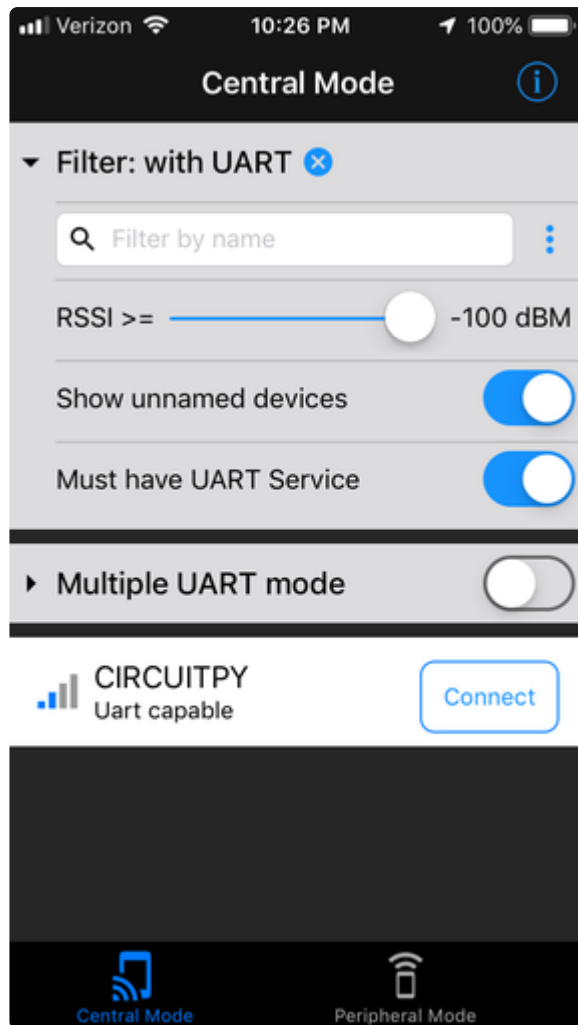 Verizon 10:26 PM 100%
Central Mode i
Filter: with UART
Filter by name
RSSI >= -100 dBM
Show unnamed devices
Must have UART Service
Multiple UART mode
CIRCUITPY
Uart capable
Connect
Central Mode Peripheral Mode